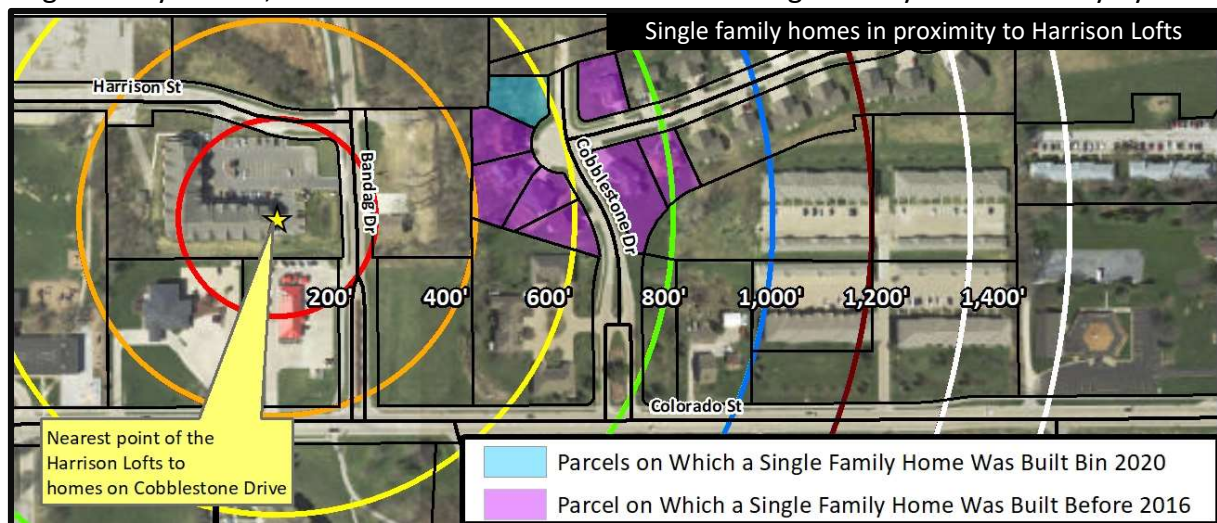 Single family homes in proximity to Harrison Lofts
Harrison St
Bandag Dr
Cobblestone Dr
200'
400'
600'
800'
1,000'
1,200'
1,400'
Colorado St
Nearest point of the
Harrison Lofts to
homes on Cobblestone Drive
Parcels on Which a Single Family Home Was Built Bin 2020
Parcel on Which a Single Family Home Was Built Before 2016